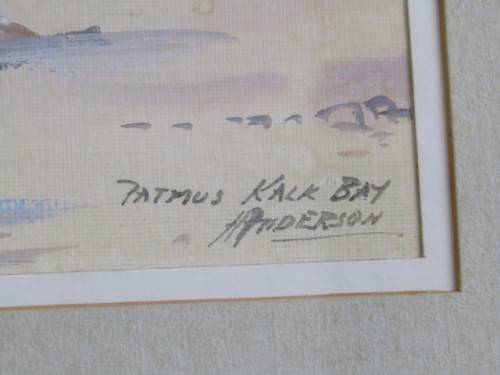 PATMUS KALK BAY
A ANDERSON